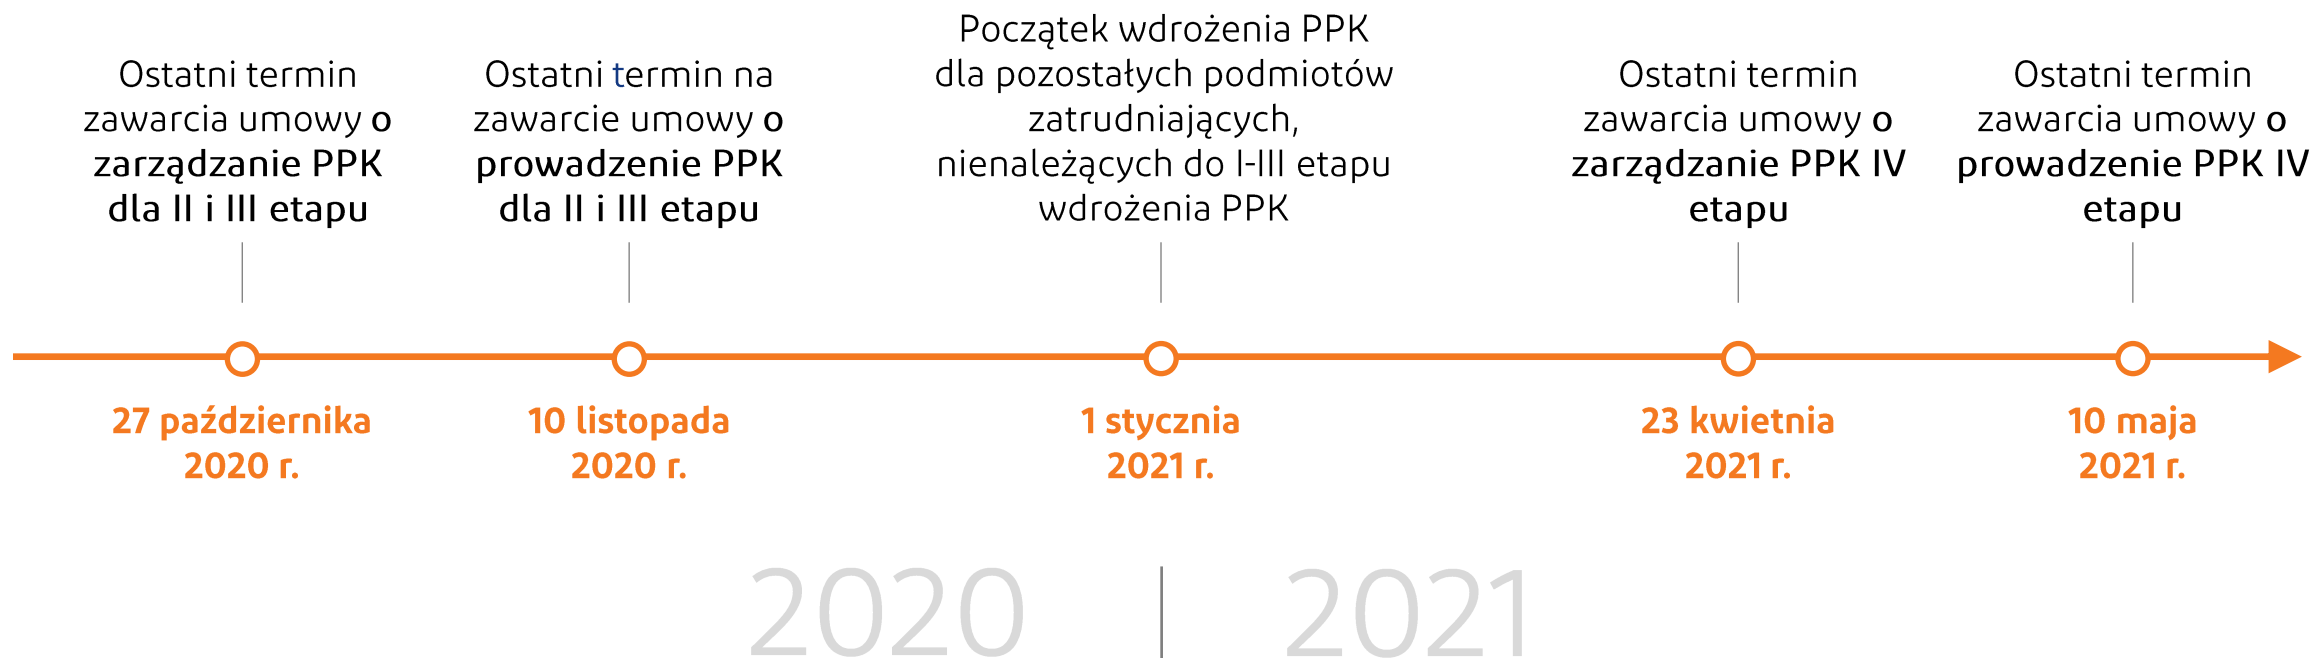 Ostatni termin
zawarcia umowy o
zarządzanie PPK
dla II i III etapu
Ostatni termin na
zawarcie umowy o
prowadzenie PPK
dla II i III etapu
Początek wdrożenia PPK
dla pozostałych podmiotów
zatrudniających,
nienależących do I-III etapu
wdrożenia PPK
Ostatni termin
zawarcia umowy o
zarządzanie PPK IV
etapu
Ostatni termin
zawarcia umowy o
prowadzenie PPK IV
etapu
27 października
2020 r.
10 listopada
2020 r.
1 stycznia
2021 r.
23 kwietnia
2021 r.
10 maja
2021 r.
2020
2021